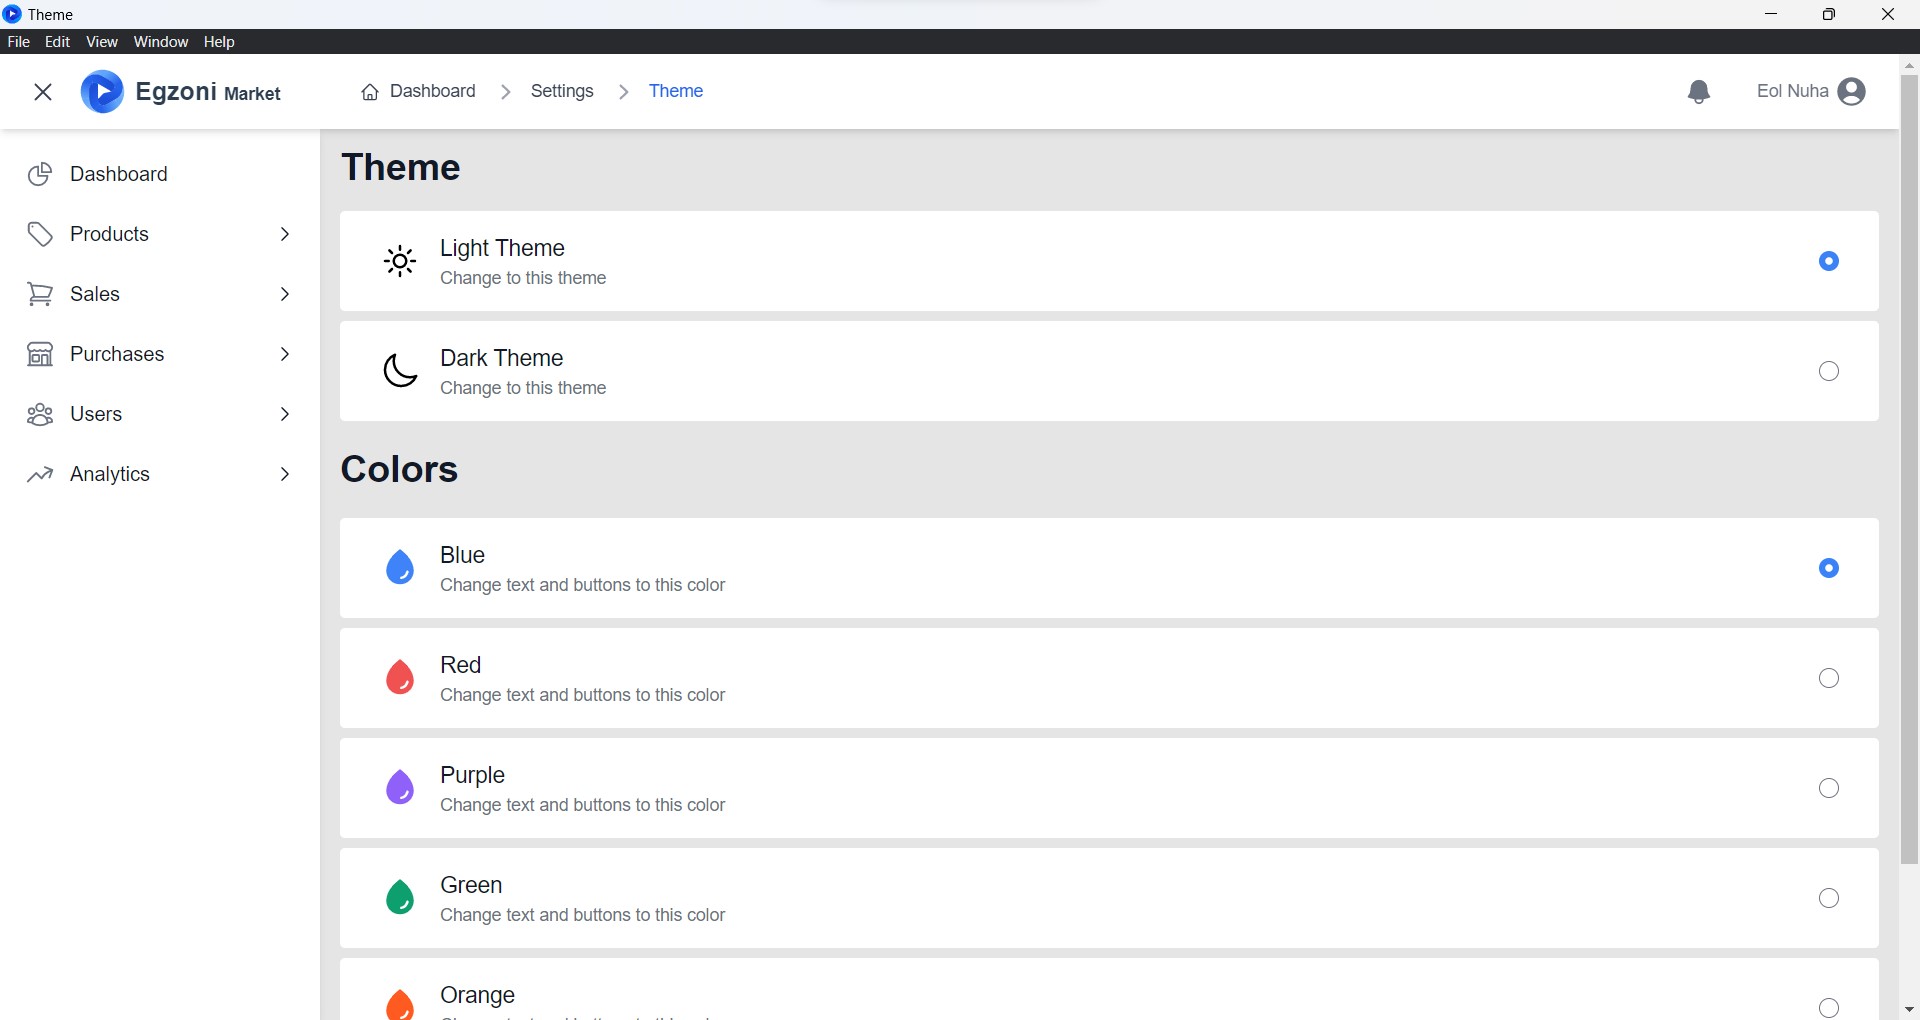 Theme
File Edit View Window Help
Egzoni Market
Dashboard Settings Theme
Eol Nuha
Dashboard
Products
Sales
Purchases
Users
Analytics
Theme
Light Theme
Change to this theme
Dark Theme
Change to this theme
Colors
Blue
Change text and buttons to this color
Red
Change text and buttons to this color
Purple
Change text and buttons to this color
Green
Change text and buttons to this color
Orange